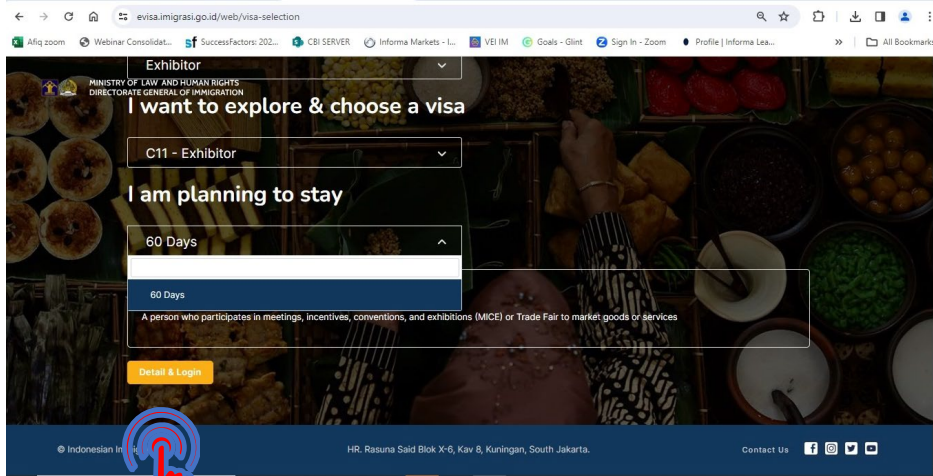 evisa.imigrasi.go.id/web/visa-selection
Afiq zoom Webinar Consolidat... SuccessFactors: 202... CBI SERVER Informa Markets - I... VEI IM Goals - Glint Sign In - Zoom Profile | Informa Lea... » All Bookmarks
Exhibitor
MINISTRY OF LAW AND HUMAN RIGHTS
DIRECTORATE GENERAL OF IMMIGRATION
I want to explore & choose a visa
C11 - Exhibitor
I am planning to stay
60 Days
60 Days
A person who participates in meetings, incentives, conventions, and exhibitions (MICE) or Trade Fair to market goods or services
Detail & Login
© Indonesian HR. Rasuna Said Blok X-6, Kav 8, Kuningan, South Jakarta. Contact Us